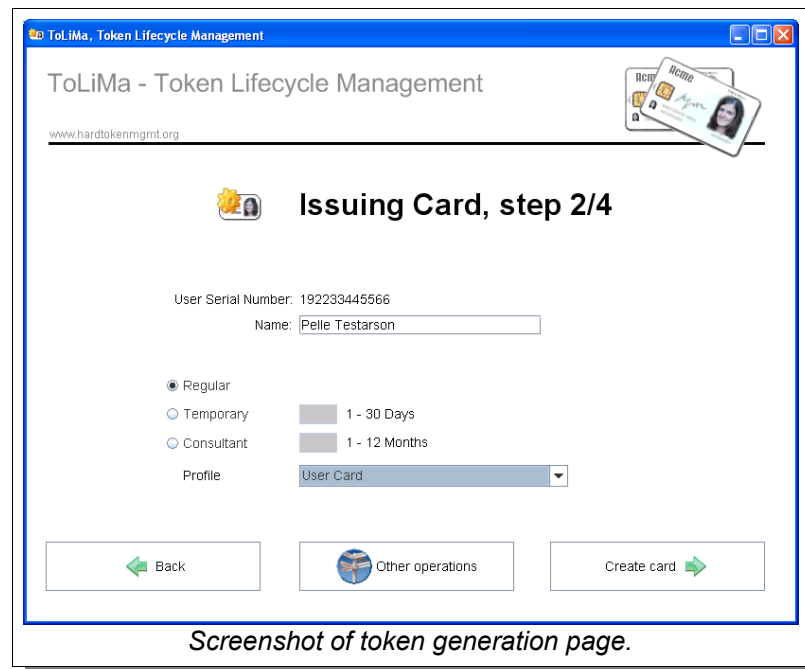 ToLiMa, Token Lifecycle Management
ToLiMa - Token Lifecycle Management
Acme
Acme
www.hardtokenmgmt.org
Issuing Card, step 2/4
User Serial Number: 192233445566
Name: Pelle Testarson
Regular
Temporary 1 - 30 Days
Consultant 1 - 12 Months
Profile User Card
Back Other operations Create card
Screenshot of token generation page.